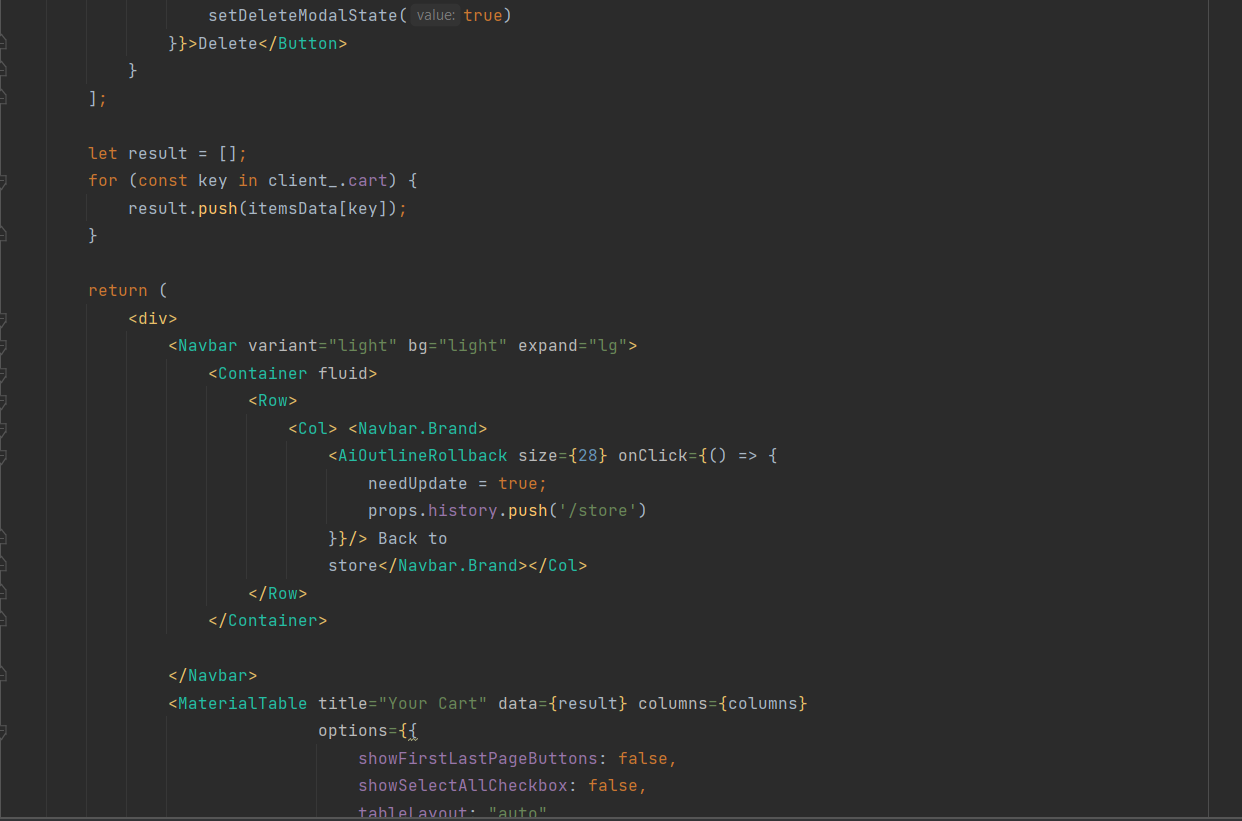 setDeleteModalState( value: true)
}}>Delete</Button>
}
];
let result = [];
for (const key in client_.cart) {
result.push(itemsData[key]);
}
return (
<div>
<Navbar variant="light" bg="light" expand="lg">
<Container fluid>
<Row>
<Col> <Navbar.Brand>
<AiOutlineRollback size={28} onClick={() => {
needUpdate = true;
props.history.push('/store')
}}/> Back to
store</Navbar.Brand></Col>
</Row>
</Container>
</Navbar>
<MaterialTable title="Your Cart" data={result} columns={columns}
options={{
showFirstLastPageButtons: false,
showSelectAllCheckbox: false,
tableLayout: "auto"